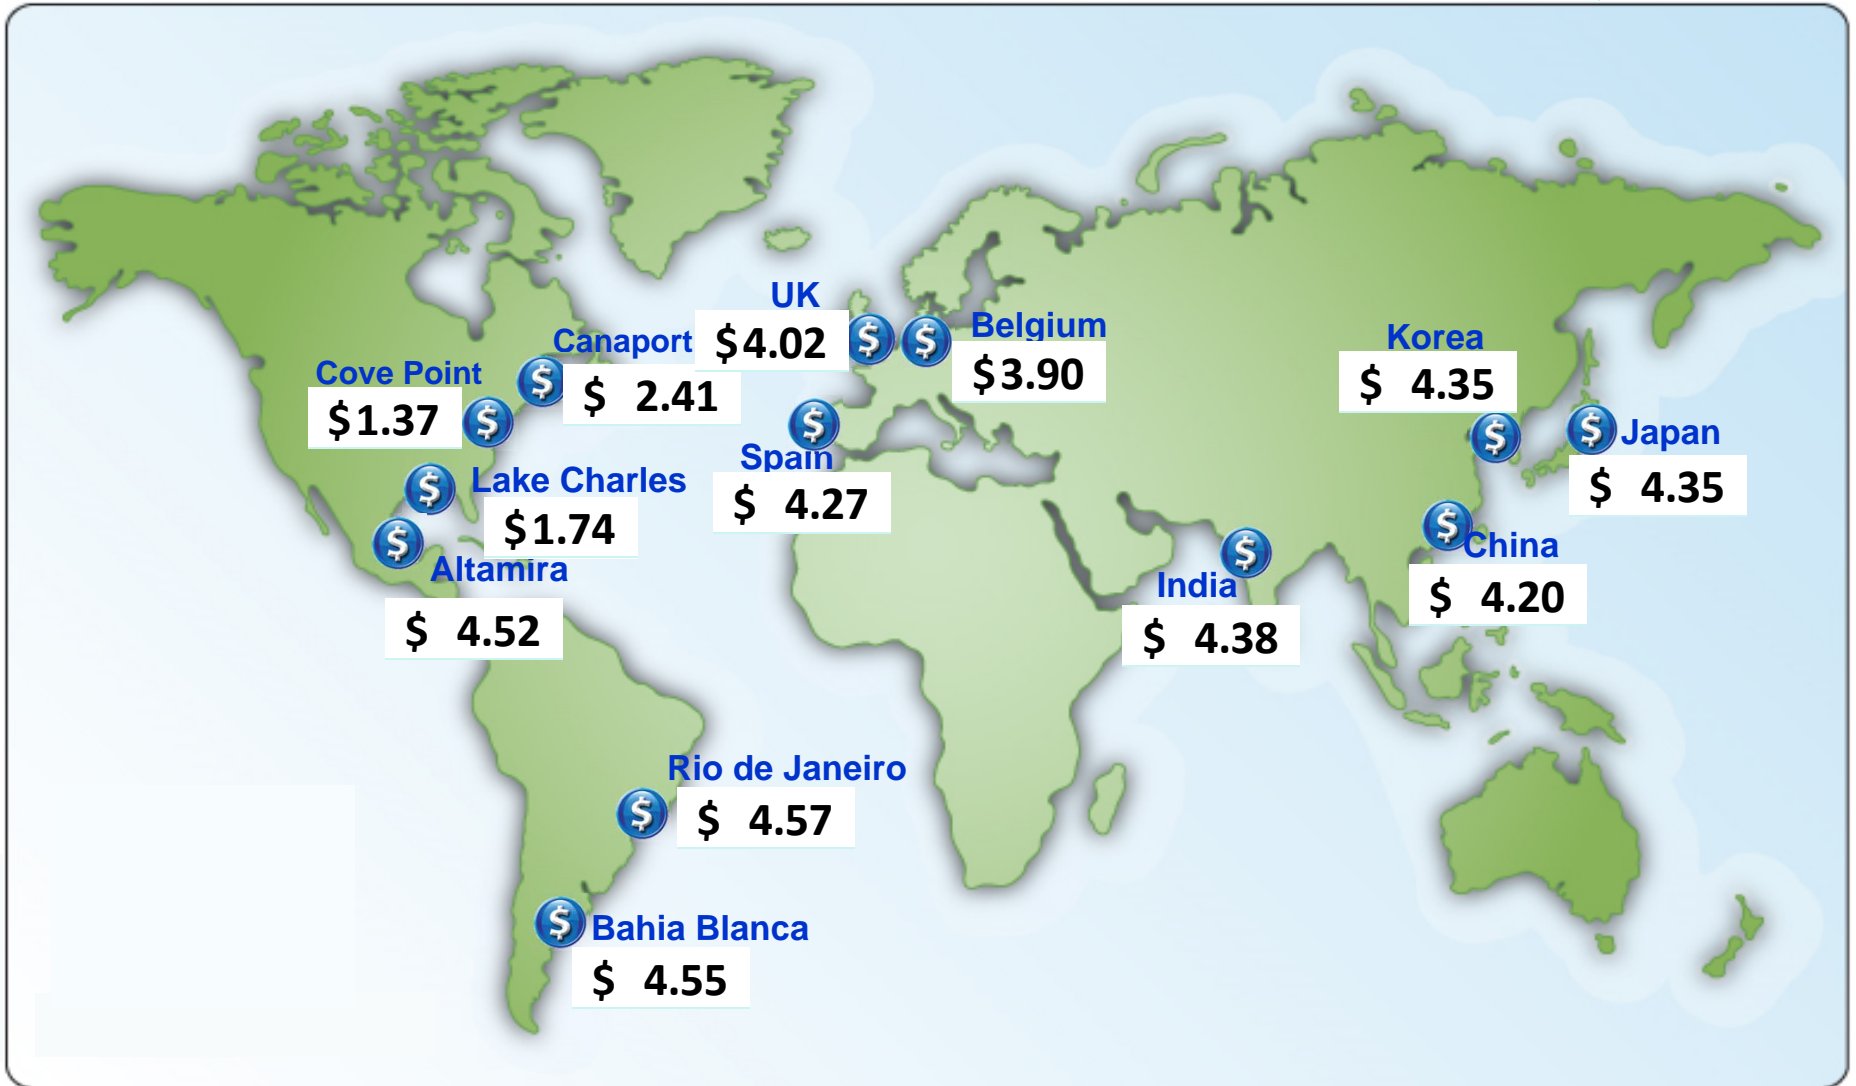 UK
$4.02
Belgium
$3.90
Canaport
$ 2.41
Cove Point
$1.37
Korea
$ 4.35
Japan
$ 4.35
Spain
$ 4.27
Lake Charles
$1.74
Altamira
$ 4.52
China
$ 4.20
India
$ 4.38
Rio de Janeiro
$ 4.57
Bahia Blanca
$ 4.55